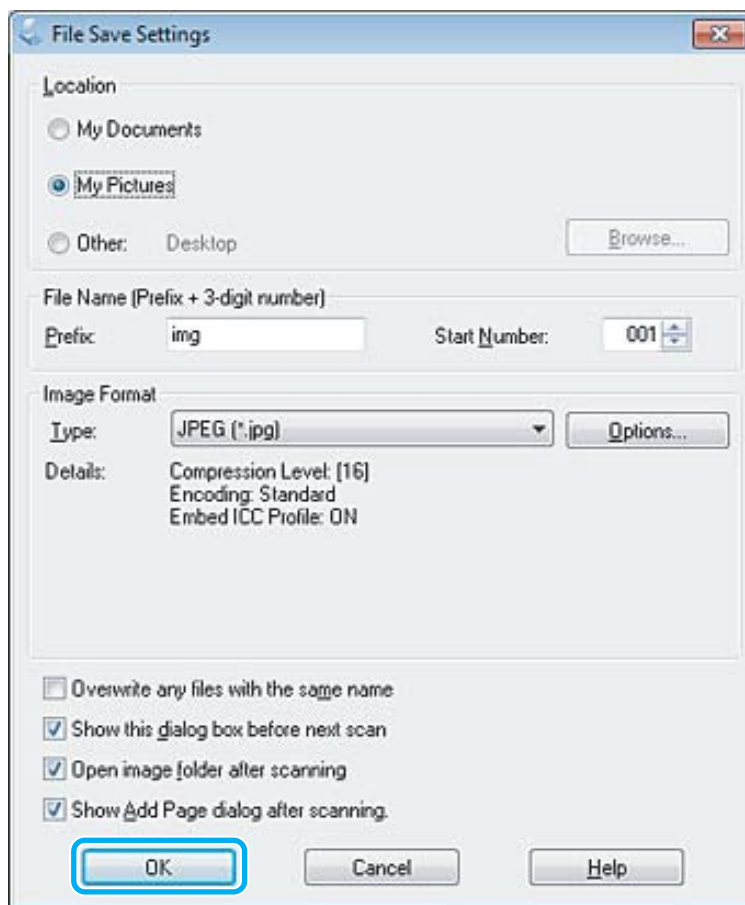 File Save Settings
Location
My Documents
My Pictures
Other: Desktop Browse...
File Name (Prefix + 3-digit number)
Prefix: img Start Number: 001
Image Format
Type: JPEG (*.jpg) Options...
Details: Compression Level: [16]
Encoding: Standard
Embed ICC Profile: ON
Overwrite any files with the same name
Show this dialog box before next scan
Open image folder after scanning
Show Add Page dialog after scanning.
OK Cancel Help